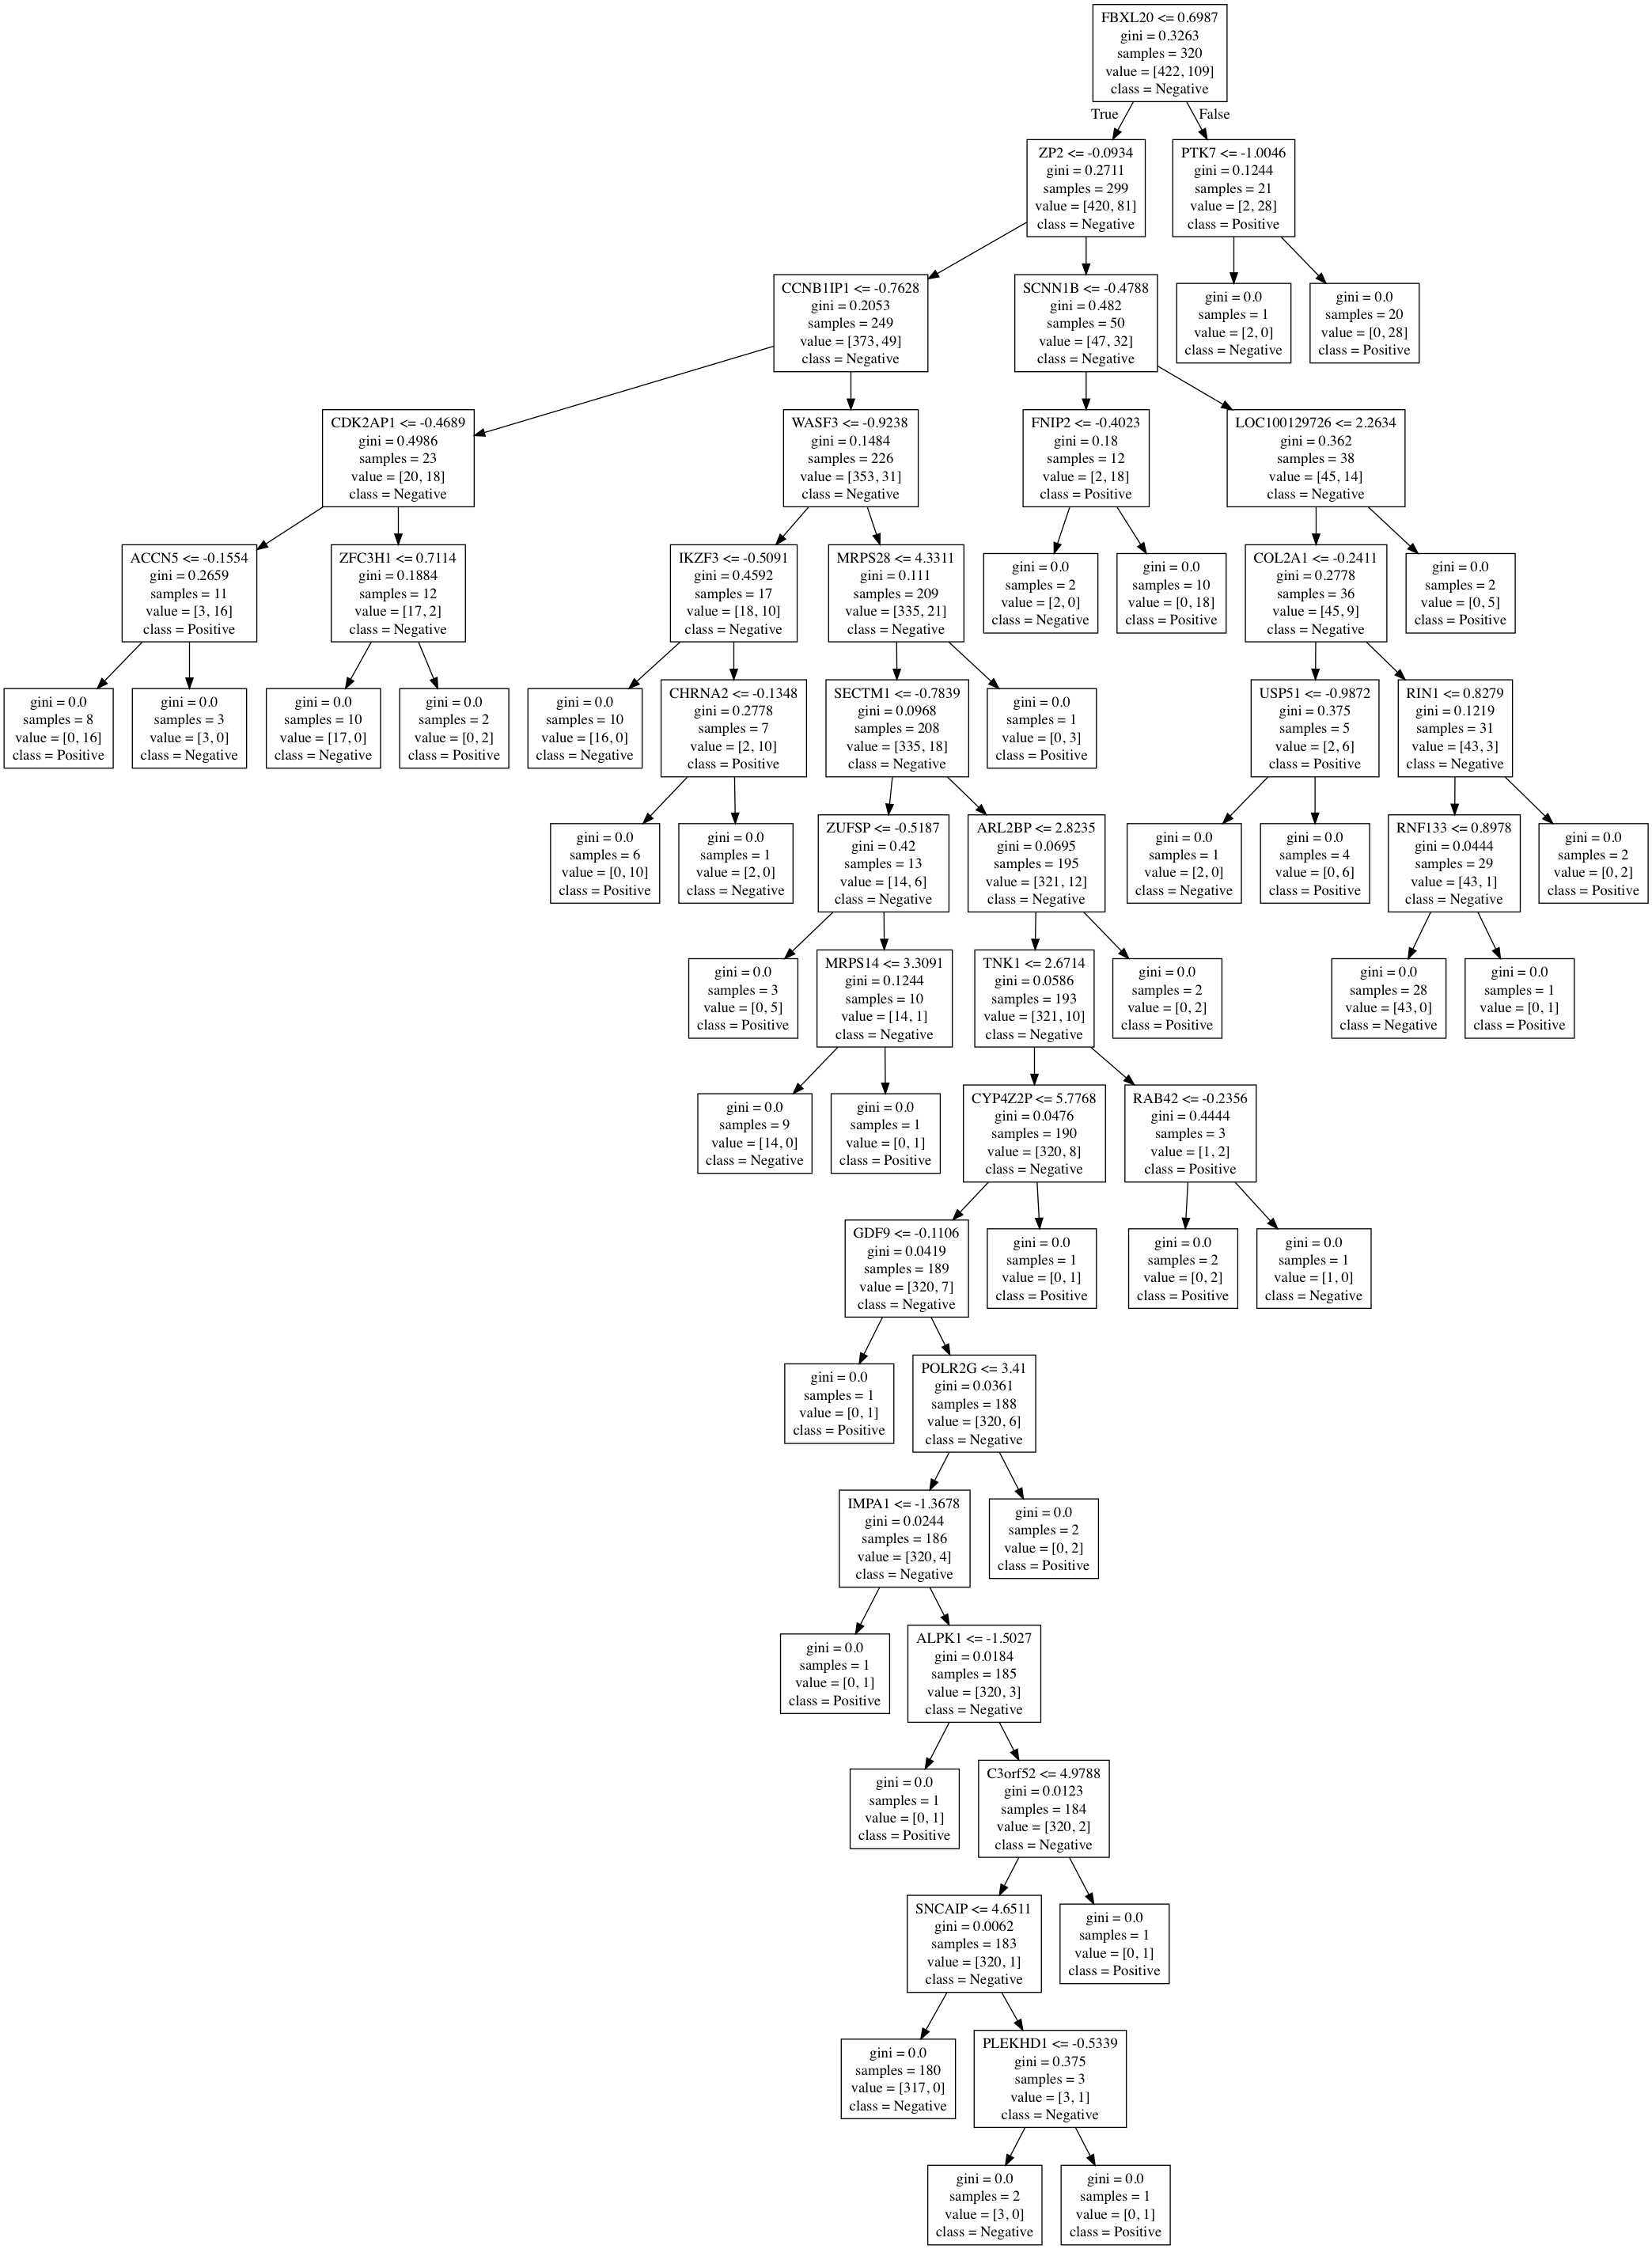 FBXL20 <= 0.6987
gini = 0.3263
samples = 320
value = [422, 109]
class = Negative
True
False
ZP2 <= -0.0934
gini = 0.2711
samples = 299
value = [420, 81]
class = Negative
PTK7 <= -1.0046
gini = 0.1244
samples = 21
value = [2, 28]
class = Positive
CCNB1IP1 <= -0.7628
gini = 0.2053
samples = 249
value = [373, 49]
class = Negative
SCNN1B <= -0.4788
gini = 0.482
samples = 50
value = [47, 32]
class = Negative
gini = 0.0
samples = 1
value = [2, 0]
class = Negative
gini = 0.0
samples = 20
value = [0, 28]
class = Positive
CDK2AP1 <= -0.4689
gini = 0.4986
samples = 23
value = [20, 18]
class = Negative
WASF3 <= -0.9238
gini = 0.1484
samples = 226
value = [353, 31]
class = Negative
FNIP2 <= -0.4023
gini = 0.18
samples = 12
value = [2, 18]
class = Positive
LOC100129726 <= 2.2634
gini = 0.362
samples = 38
value = [45, 14]
class = Negative
ACCN5 <= -0.1554
gini = 0.2659
samples = 11
value = [3, 16]
class = Positive
ZFC3H1 <= 0.7114
gini = 0.1884
samples = 12
value = [17, 2]
class = Negative
IKZF3 <= -0.5091
gini = 0.4592
samples = 17
value = [18, 10]
class = Negative
MRPS28 <= 4.3311
gini = 0.111
samples = 209
value = [335, 21]
class = Negative
gini = 0.0
samples = 2
value = [2, 0]
class = Negative
gini = 0.0
samples = 10
value = [0, 18]
class = Positive
COL2A1 <= -0.2411
gini = 0.2778
samples = 36
value = [45, 9]
class = Negative
gini = 0.0
samples = 2
value = [0, 5]
class = Positive
gini = 0.0
samples = 8
value = [0, 16]
class = Positive
gini = 0.0
samples = 3
value = [3, 0]
class = Negative
gini = 0.0
samples = 10
value = [17, 0]
class = Negative
gini = 0.0
samples = 2
value = [0, 2]
class = Positive
gini = 0.0
samples = 10
value = [16, 0]
class = Negative
CHRNA2 <= -0.1348
gini = 0.2778
samples = 7
value = [2, 10]
class = Positive
SECTM1 <= -0.7839
gini = 0.0968
samples = 208
value = [335, 18]
class = Negative
gini = 0.0
samples = 1
value = [0, 3]
class = Positive
USP51 <= -0.9872
gini = 0.375
samples = 5
value = [2, 6]
class = Positive
RIN1 <= 0.8279
gini = 0.1219
samples = 31
value = [43, 3]
class = Negative
gini = 0.0
samples = 6
value = [0, 10]
class = Positive
gini = 0.0
samples = 1
value = [2, 0]
class = Negative
ZUFSP <= -0.5187
gini = 0.42
samples = 13
value = [14, 6]
class = Negative
ARL2BP <= 2.8235
gini = 0.0695
samples = 195
value = [321, 12]
class = Negative
gini = 0.0
samples = 1
value = [2, 0]
class = Negative
gini = 0.0
samples = 4
value = [0, 6]
class = Positive
RNF133 <= 0.8978
gini = 0.0444
samples = 29
value = [43, 1]
class = Negative
gini = 0.0
samples = 2
value = [0, 2]
class = Positive
gini = 0.0
samples = 3
value = [0, 5]
class = Positive
MRPS14 <= 3.3091
gini = 0.1244
samples = 10
value = [14, 1]
class = Negative
TNK1 <= 2.6714
gini = 0.0586
samples = 193
value = [321, 10]
class = Negative
gini = 0.0
samples = 2
value = [0, 2]
class = Positive
gini = 0.0
samples = 28
value = [43, 0]
class = Negative
gini = 0.0
samples = 1
value = [0, 1]
class = Positive
gini = 0.0
samples = 9
value = [14, 0]
class = Negative
gini = 0.0
samples = 1
value = [0, 1]
class = Positive
CYP4Z2P <= 5.7768
gini = 0.0476
samples = 190
value = [320, 8]
class = Negative
RAB42 <= -0.2356
gini = 0.4444
samples = 3
value = [1, 2]
class = Positive
GDF9 <= -0.1106
gini = 0.0419
samples = 189
value = [320, 7]
class = Negative
gini = 0.0
samples = 1
value = [0, 1]
class = Positive
gini = 0.0
samples = 2
value = [0, 2]
class = Positive
gini = 0.0
samples = 1
value = [1, 0]
class = Negative
gini = 0.0
samples = 1
value = [0, 1]
class = Positive
POLR2G <= 3.41
gini = 0.0361
samples = 188
value = [320, 6]
class = Negative
IMPA1 <= -1.3678
gini = 0.0244
samples = 186
value = [320, 4]
class = Negative
gini = 0.0
samples = 2
value = [0, 2]
class = Positive
gini = 0.0
samples = 1
value = [0, 1]
class = Positive
ALPK1 <= -1.5027
gini = 0.0184
samples = 185
value = [320, 3]
class = Negative
gini = 0.0
samples = 1
value = [0, 1]
class = Positive
C3orf52 <= 4.9788
gini = 0.0123
samples = 184
value = [320, 2]
class = Negative
SNCAIP <= 4.6511
gini = 0.0062
samples = 183
value = [320, 1]
class = Negative
gini = 0.0
samples = 1
value = [0, 1]
class = Positive
gini = 0.0
samples = 180
value = [317, 0]
class = Negative
PLEKHD1 <= -0.5339
gini = 0.375
samples = 3
value = [3, 1]
class = Negative
gini = 0.0
samples = 2
value = [3, 0]
class = Negative
gini = 0.0
samples = 1
value = [0, 1]
class = Positive